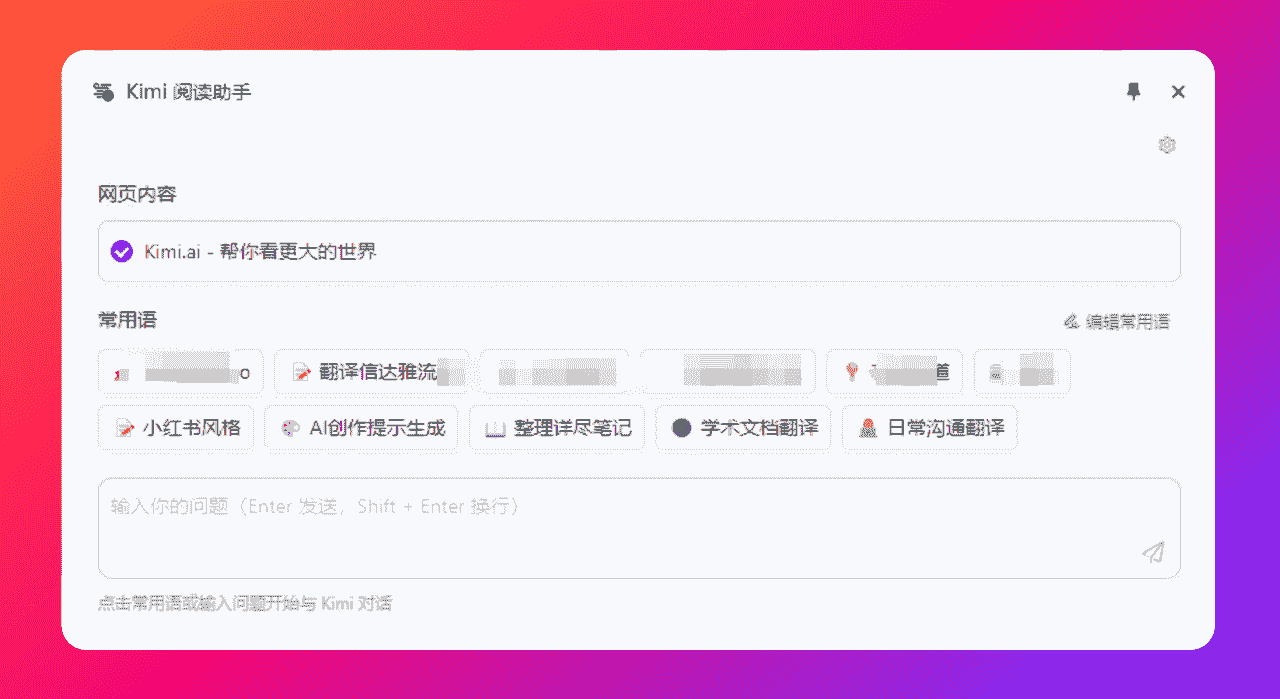 Kimi 阅读助手
网页内容
Kimi.ai - 帮你看更大的世界
常用语 编辑常用语
o 翻译信达雅流 道
小红书风格 AI创作提示生成 整理详尽笔记 学术文档翻译 日常沟通翻译
输入你的问题（Enter 发送，Shift + Enter 换行）
点击常用语或输入问题开始与 Kimi 对话